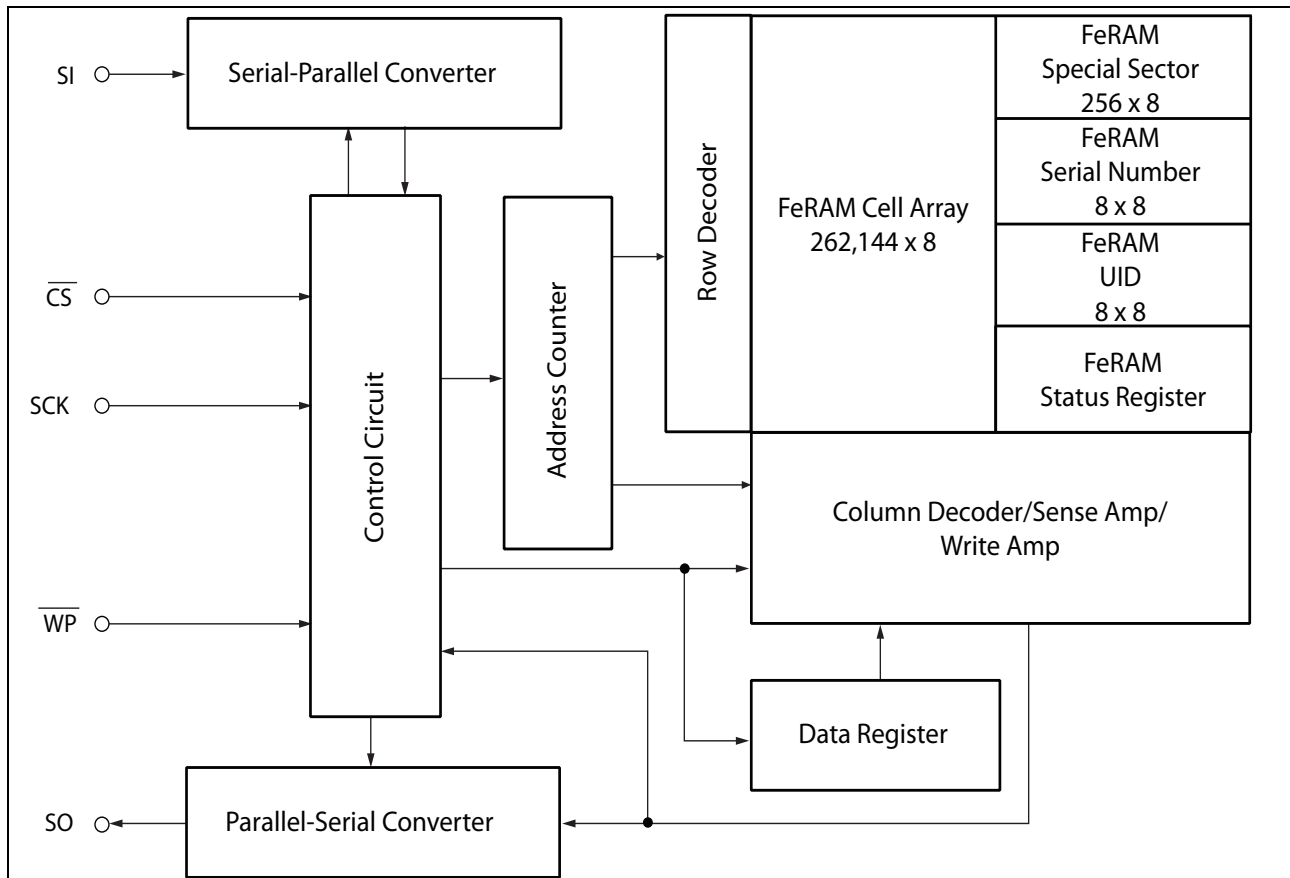 SI
Serial-Parallel Converter
CS
SCK
WP
SO
Control Circuit
Parallel-Serial Converter
Address Counter
Row Decoder
FeRAM Cell Array
262,144 x 8
FeRAM
Special Sector
256 x 8
FeRAM
Serial Number
8 x 8
FeRAM
UID
8 x 8
FeRAM
Status Register
Column Decoder/Sense Amp/
Write Amp
Data Register